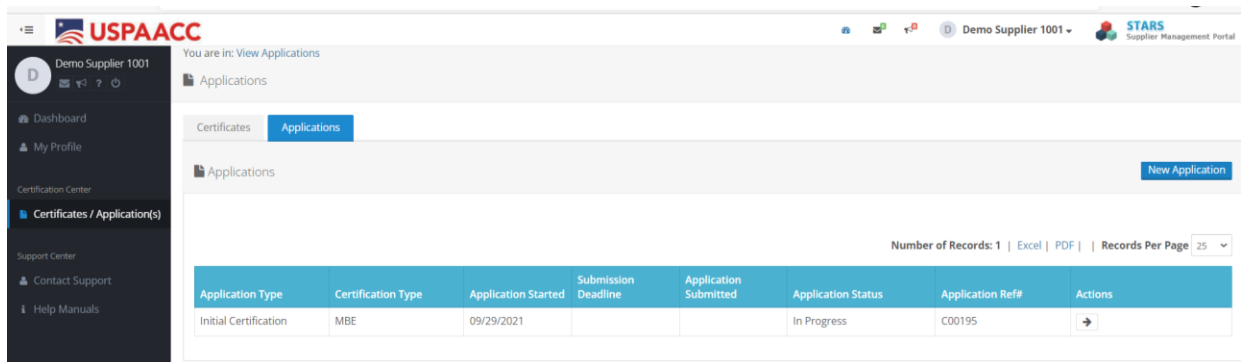 USPAACC
D Demo Supplier 1001
STARS
Supplier Management Portal
D
Demo Supplier 1001
?
Dashboard
My Profile
Certification Center
Certificates / Application(s)
Support Center
Contact Support
Help Manuals
You are in: View Applications
Applications
Certificates
Applications
Applications
New Application
Number of Records: 1 | Excel | PDF | | Records Per Page 25
Application Type Certification Type Application Started Submission Deadline Application Submitted Application Status Application Ref# Actions
Initial Certification MBE 09/29/2021 In Progress C00195